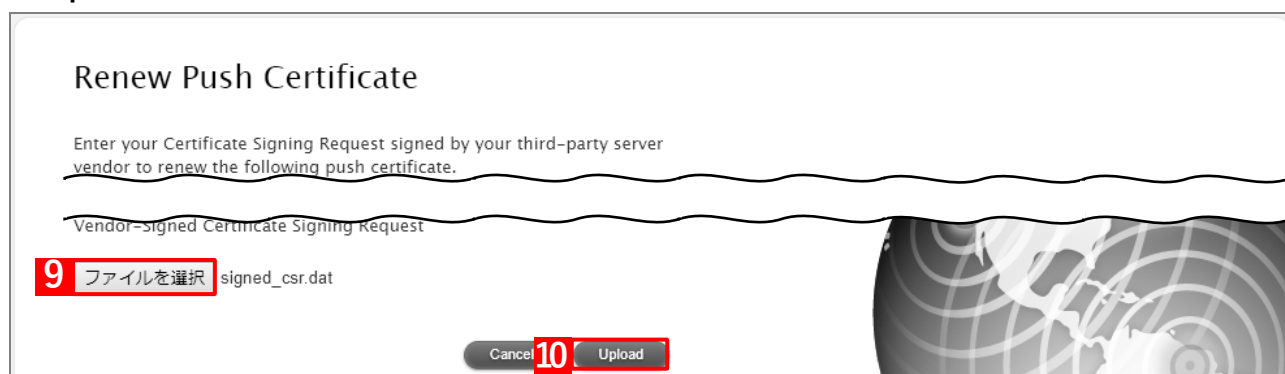 Renew Push Certificate
Enter your Certificate Signing Request signed by your third-party server
vendor to renew the following push certificate.
Vendor-Signed Certificate Signing Request
9 ファイルを選択 signed_csr.dat
Cancel 10 Upload